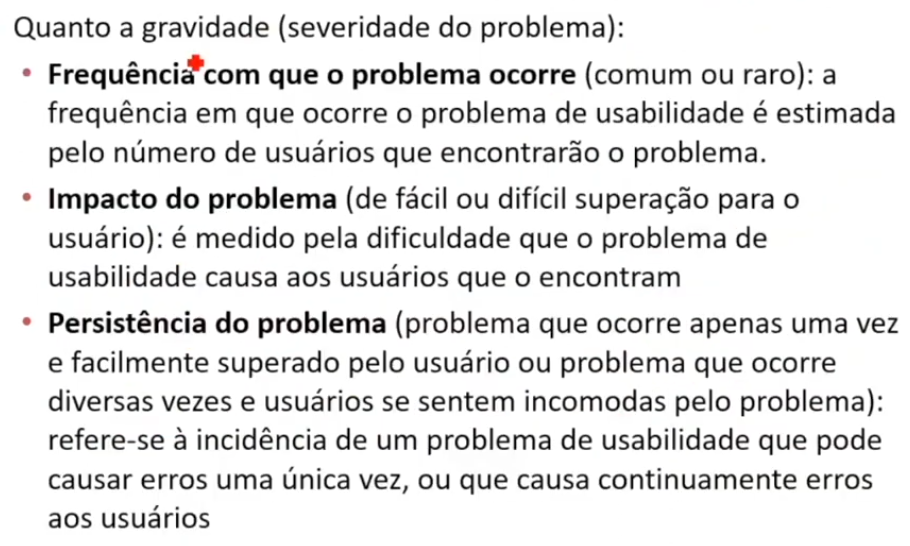 Quanto a gravidade (severidade do problema):
• Frequência com que o problema ocorre (comum ou raro): a
frequência em que ocorre o problema de usabilidade é estimada
pelo número de usuários que encontrarão o problema.
• Impacto do problema (de fácil ou difícil superação para o
usuário): é medido pela dificuldade que o problema de
usabilidade causa aos usuários que o encontram
• Persistência do problema (problema que ocorre apenas uma vez
e facilmente superado pelo usuário ou problema que ocorre
diversas vezes e usuários se sentem incomodas pelo problema):
refere-se à incidência de um problema de usabilidade que pode
causar erros uma única vez, ou que causa continuamente erros
aos usuários